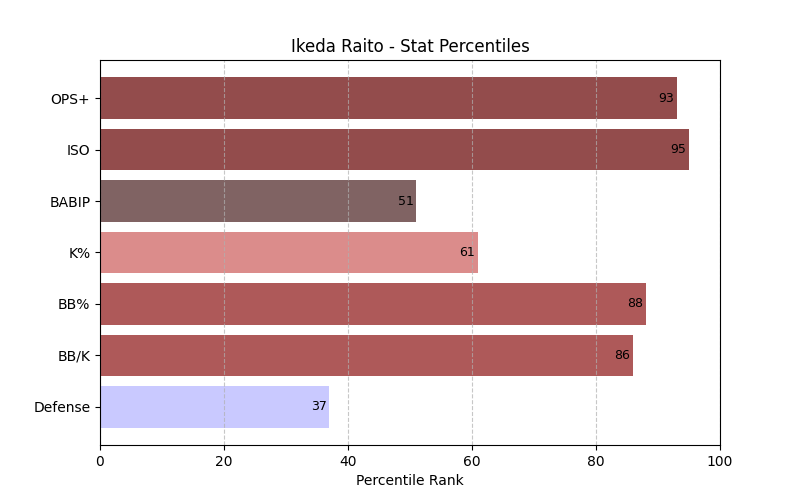 Ikeda Raito - Stat Percentiles
OPS+ 93
ISO 95
BABIP 51
K% 61
BB% 88
BB/K 86
Defense 37
0 20 40 60 80 100
Percentile Rank